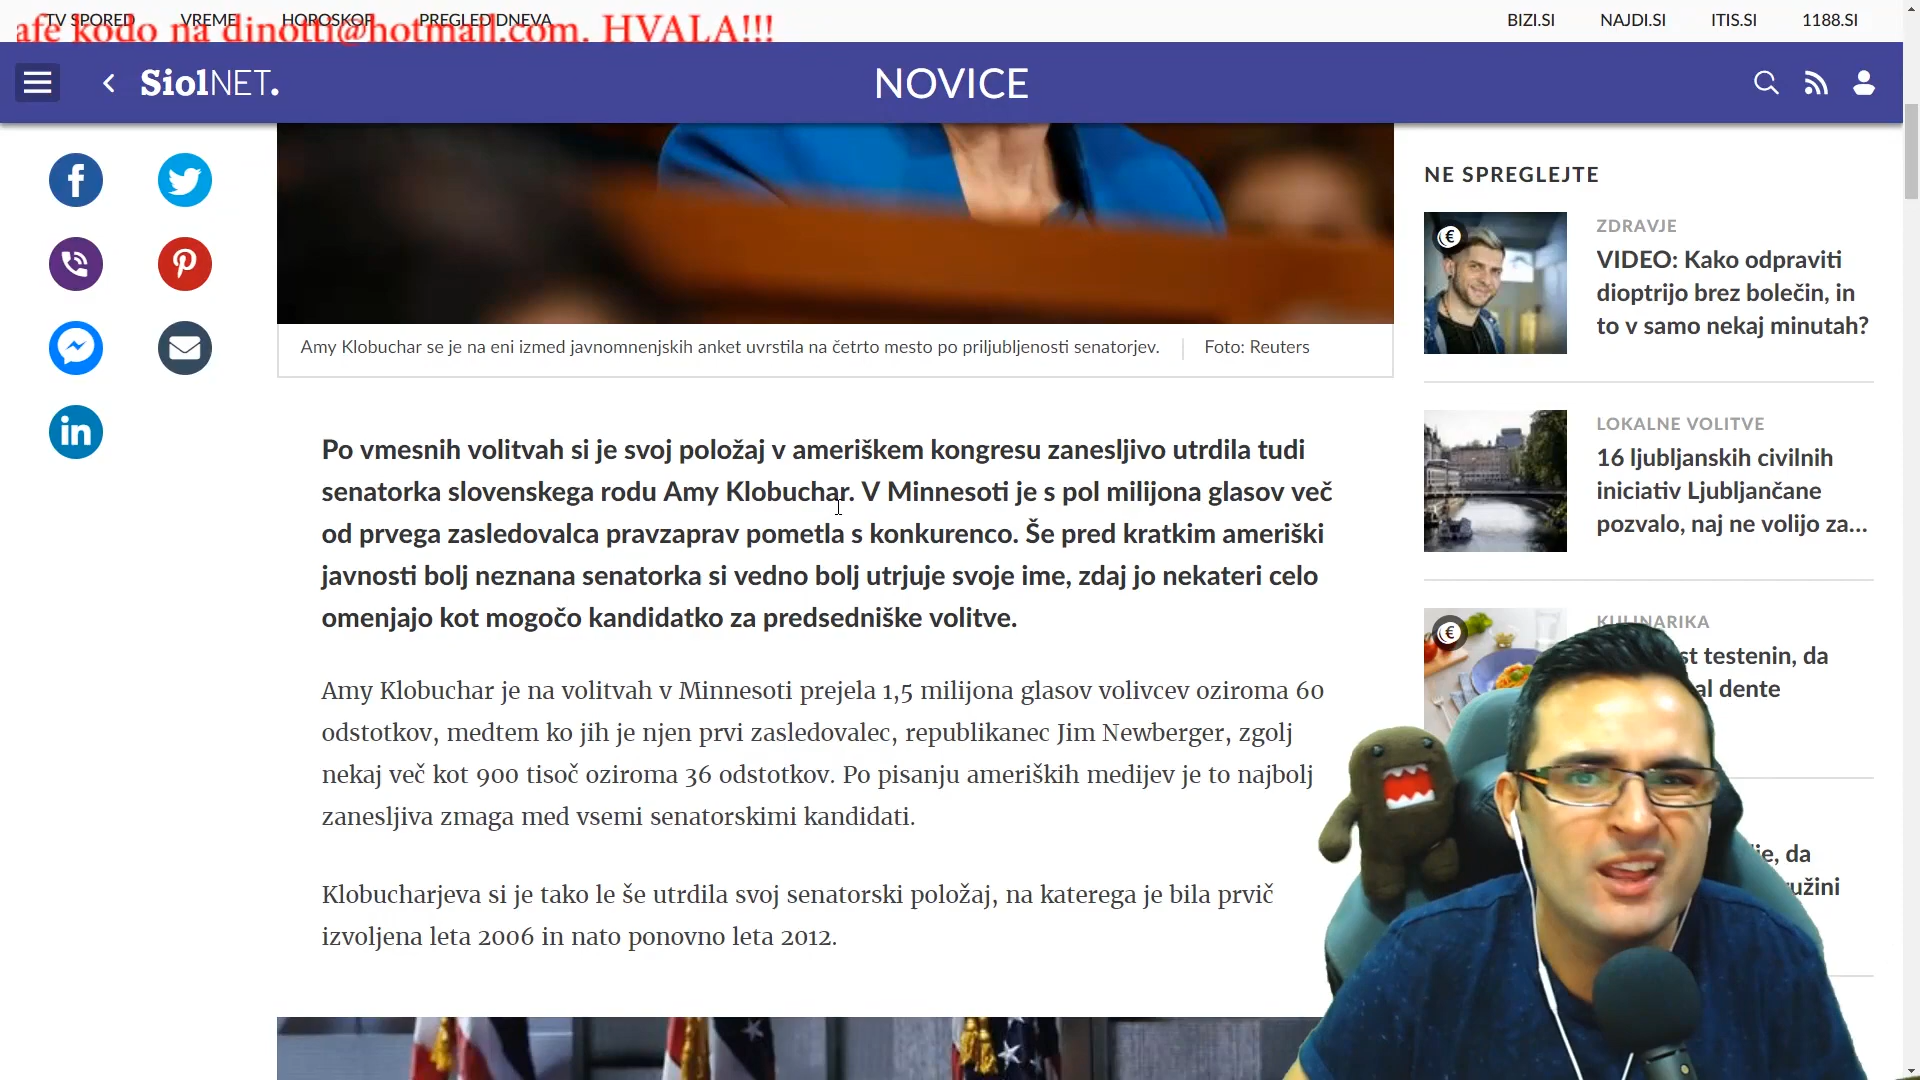 TV SPORED VREME HOROSKOP PREGLED DNEVA BIZI.SI NAJDI.SI ITIS.SI 1188.SI
afe kodo na dinotti@hotmail.com. HVALA!!!
SiolNET. NOVICE
Amy Klobuchar se je na eni izmed javnomnenjskih anket uvrstila na četrto mesto po priljubljenosti senatorjev. Foto: Reuters
Po vmesnih volitvah si je svoj položaj v ameriškem kongresu zanesljivo utrdila tudi
senatorka slovenskega rodu Amy Klobuchar. V Minnesoti je s pol milijona glasov več
od prvega zasledovalca pravzaprav pometla s konkurenco. Še pred kratkim ameriški
javnosti bolj neznana senatorka si vedno bolj utrjuje svoje ime, zdaj jo nekateri celo
omenjajo kot mogočo kandidatko za predsedniške volitve.
Amy Klobuchar je na volitvah v Minnesoti prejela 1,5 milijona glasov volivcev oziroma 60
odstotkov, medtem ko jih je njen prvi zasledovalec, republikanec Jim Newberger, zgolj
nekaj več kot 900 tisoč oziroma 36 odstotkov. Po pisanju ameriških medijev je to najbolj
zanesljiva zmaga med vsemi senatorskimi kandidati.
Klobucharjeva si je tako le še utrdila svoj senatorski položaj, na katerega je bila prvič
izvoljena leta 2006 in nato ponovno leta 2012.
NE SPREGLEJTE
ZDRAVJE
VIDEO: Kako odpraviti
dioptrijo brez bolečin, in
to v samo nekaj minutah?
LOKALNE VOLITVE
16 ljubljanskih civilnih
iniciativ Ljubljančane
pozvalo, naj ne volijo za...
KULINARIKA
testenin, da
al dente
da